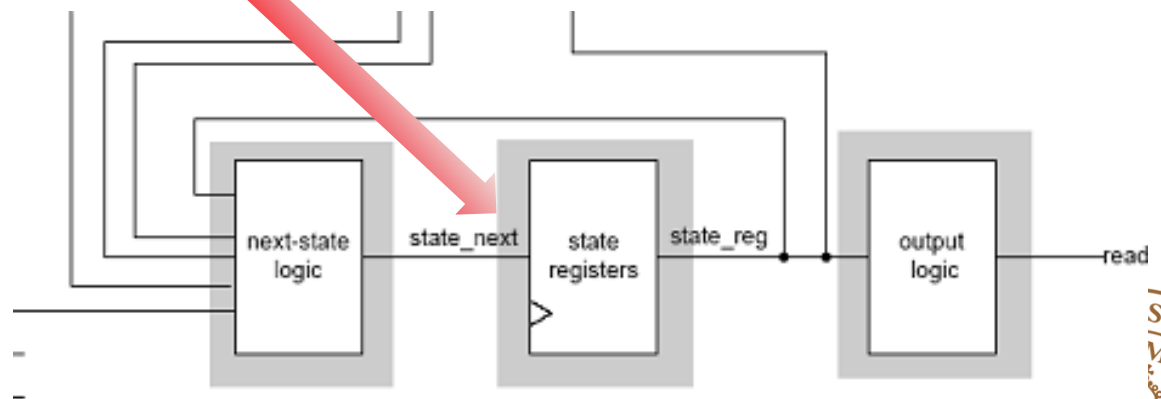 next-state
logic
state_next
state
registers
state_reg
output
logic
read